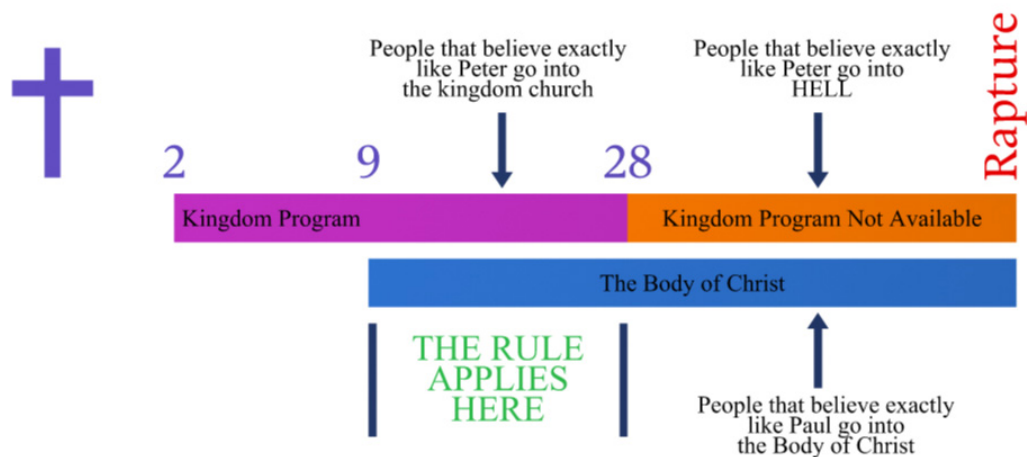 People that believe exactly
like Peter go into
the kingdom church
People that believe exactly
like Peter go into
HELL
Rapture
2
9
28
Kingdom Program
Kingdom Program Not Available
The Body of Christ
THE RULE
APPLIES
HERE
People that believe exactly
like Paul go into
the Body of Christ